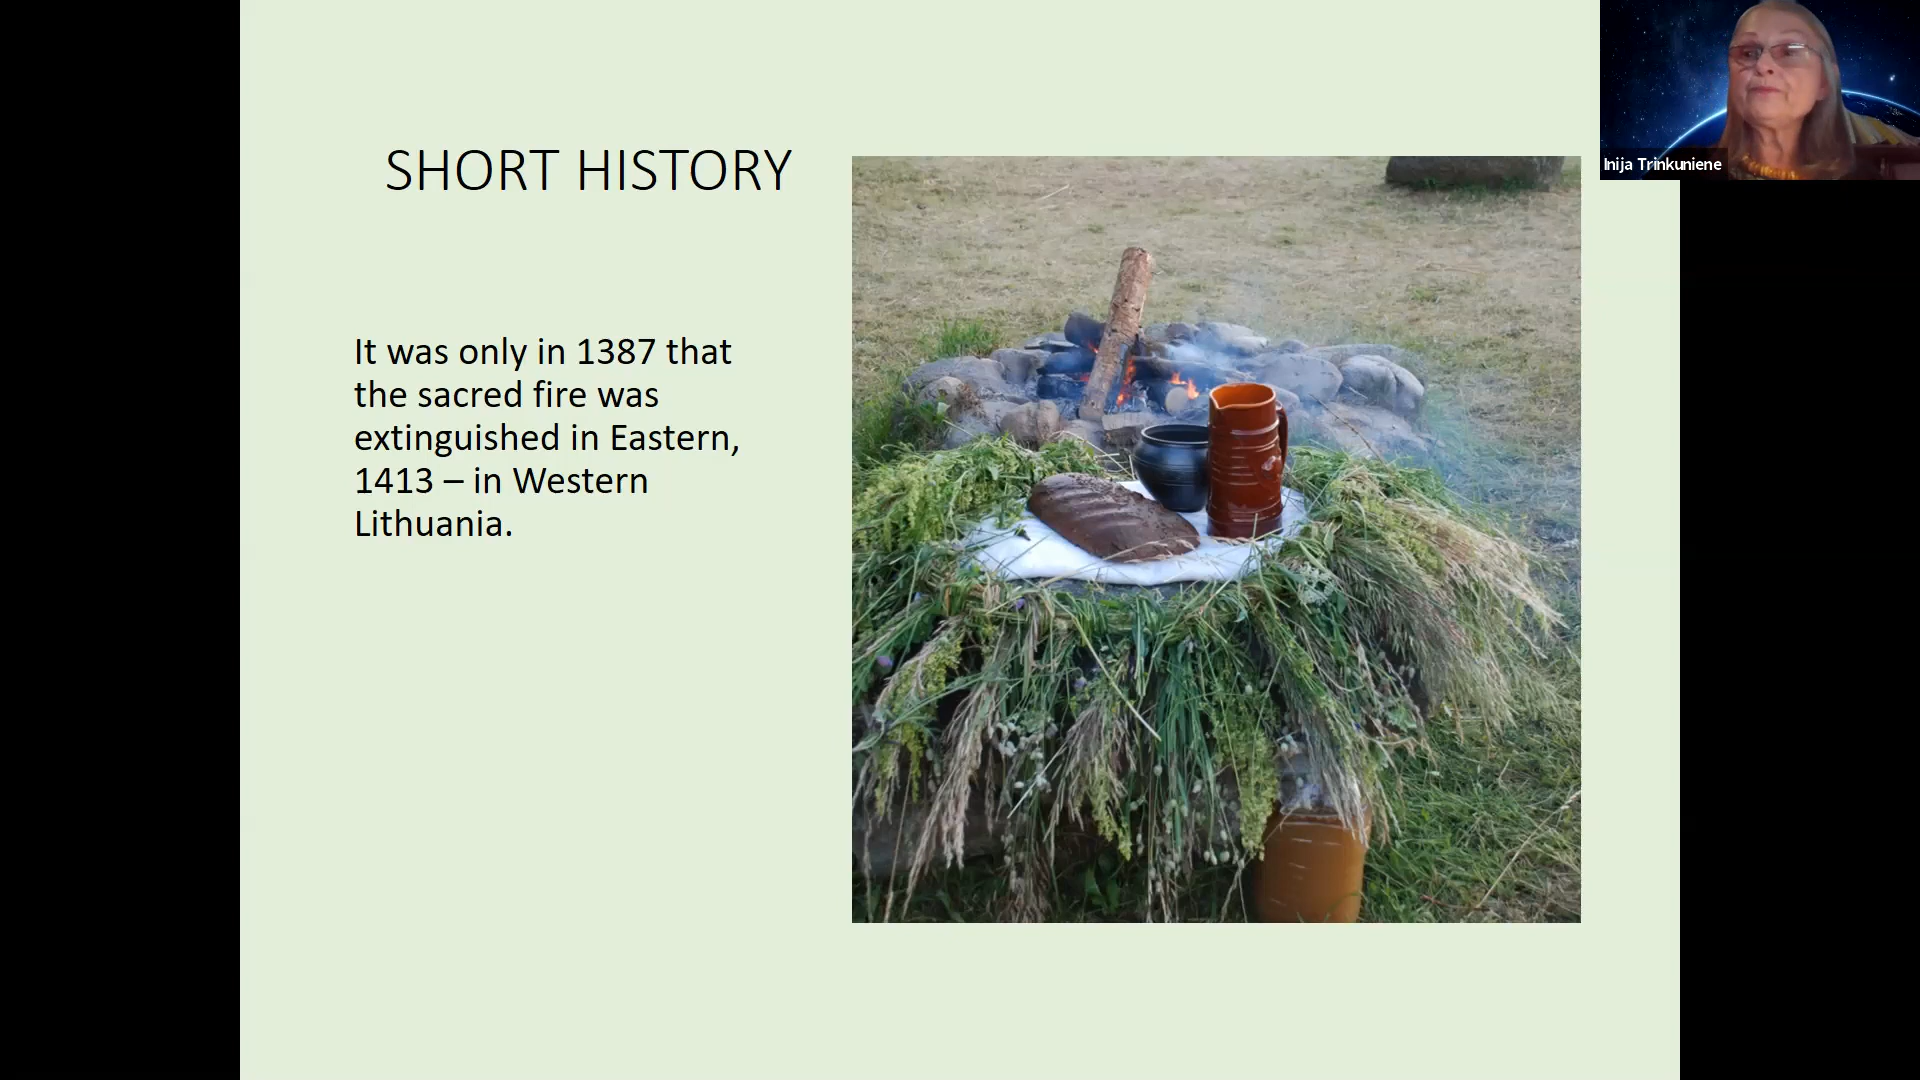 SHORT HISTORY
It was only in 1387 that
the sacred fire was
extinguished in Eastern,
1413 – in Western
Lithuania.
Inija Trinkuniene